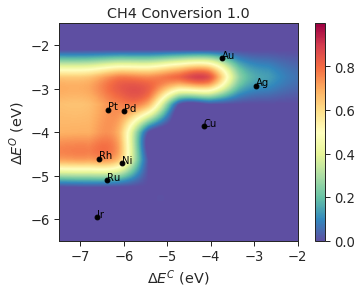 CH4 Conversion 1.0
−2
−3
−4
−5
−6
ΔE^O (eV)
Au
Ag
Pt
Pd
Cu
Rh
Ni
Ru
Ir
−7
−6
−5
−4
−3
−2
ΔE^C (eV)
0.8
0.6
0.4
0.2
0.0